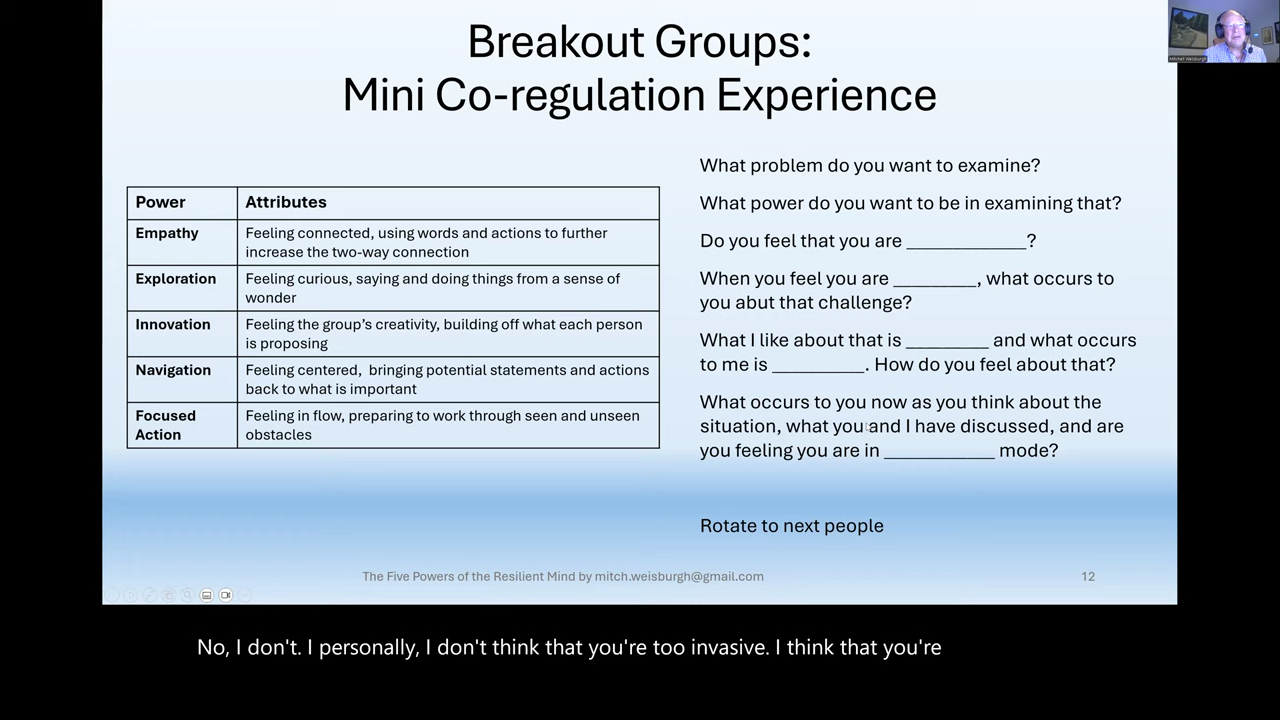 Breakout Groups:
Mini Co-regulation Experience
Mitchell Weisburgh
Power Attributes
Empathy Feeling connected, using words and actions to further
increase the two-way connection
Exploration Feeling curious, saying and doing things from a sense of
wonder
Innovation Feeling the group's creativity, building off what each person
is proposing
Navigation Feeling centered, bringing potential statements and actions
back to what is important
Focused Feeling in flow, preparing to work through seen and unseen
Action obstacles
What problem do you want to examine?
What power do you want to be in examining that?
Do you feel that you are ____________?
When you feel you are _________, what occurs to
you abut that challenge?
What I like about that is _________ and what occurs
to me is __________. How do you feel about that?
What occurs to you now as you think about the
situation, what you and I have discussed, and are
you feeling you are in ____________ mode?
Rotate to next people
The Five Powers of the Resilient Mind by mitch.weisburgh@gmail.com 12
No, I don't. I personally, I don't think that you're too invasive. I think that you're